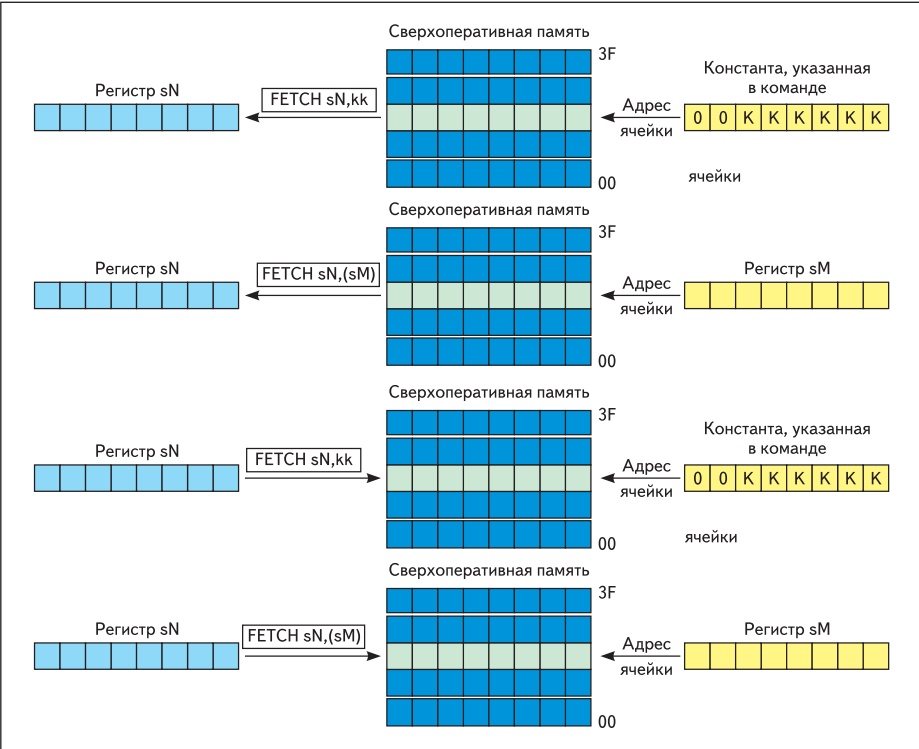 Сверхоперативная память
3F
Регистр sN
FETCH sN,kk
Адрес
ячейки
Константа, указанная
в команде
0 0 K K K K K K
00
ячейки
Сверхоперативная память
3F
Регистр sN
FETCH sN,(sM)
Адрес
ячейки
Регистр sM
00
Сверхоперативная память
3F
Регистр sN
FETCH sN,kk
Адрес
ячейки
Константа, указанная
в команде
0 0 K K K K K K
00
ячейки
Сверхоперативная память
3F
Регистр sN
FETCH sN,(sM)
Адрес
ячейки
Регистр sM
00